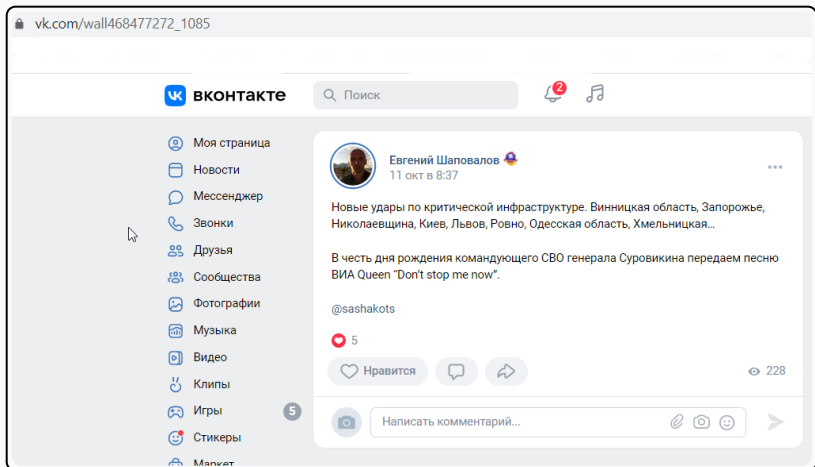 vk.com/wall468477272_1085
вконтакте
Поиск
2
Моя страница
Новости
Мессенджер
Звонки
Друзья
Сообщества
Фотографии
Музыка
Видео
Клипы
Игры
5
Стикеры
Маркет
Евгений Шаповалов
11 окт в 8:37
Новые удары по критической инфраструктуре. Винницкая область, Запорожье,
Николаевщина, Киев, Львов, Ровно, Одесская область, Хмельницкая...
В честь дня рождения командующего СВО генерала Суровикина передаем песню
ВИА Queen “Don’t stop me now”.
@sashakots
5
Нравится
228
Написать комментарий...